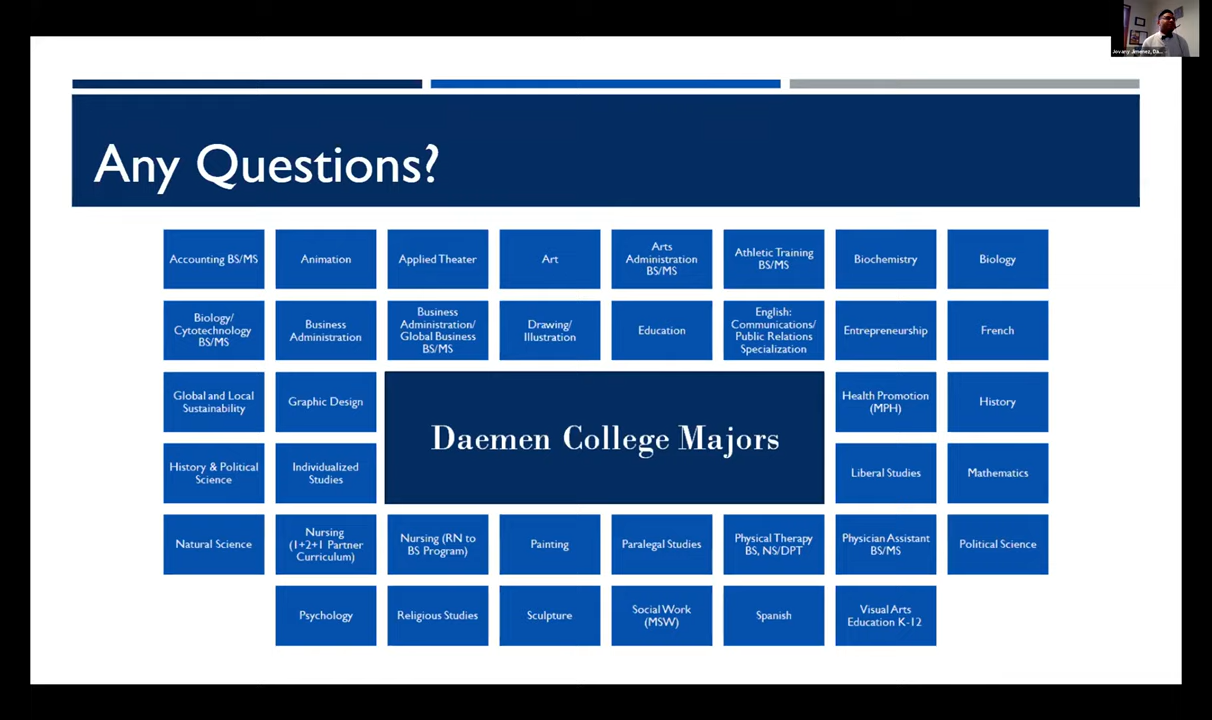 Jovany Jimenez, DA...
Any Questions?
Accounting BS/MS
Animation
Applied Theater
Art
Arts
Administration
BS/MS
Athletic Training
BS/MS
Biochemistry
Biology
Biology/
Cytotechnology
BS/MS
Business
Administration
Business
Administration/
Global Business
BS/MS
Drawing/
Illustration
Education
English:
Communications/
Public Relations
Specialization
Entrepreneurship
French
Global and Local
Sustainability
Graphic Design
Daemen College Majors
Health Promotion
(MPH)
History
History & Political
Science
Individualized
Studies
Liberal Studies
Mathematics
Natural Science
Nursing
(1+2+1 Partner
Curriculum)
Nursing (RN to
BS Program)
Painting
Paralegal Studies
Physical Therapy
BS, NS/DPT
Physician Assistant
BS/MS
Political Science
Psychology
Religious Studies
Sculpture
Social Work
(MSW)
Spanish
Visual Arts
Education K-12